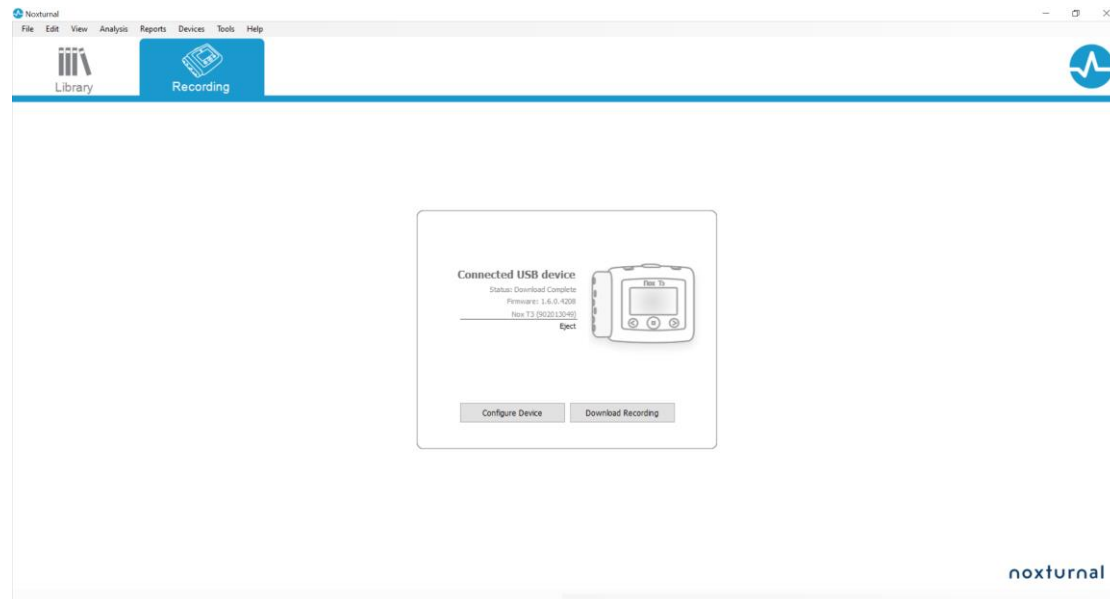 Noxturnal
File Edit View Analysis Reports Devices Tools Help
Library
Recording
Connected USB device
Status: Download Complete
Firmware: 1.6.0.4208
Nox T3 (902013049)
Eject
Nox T3
Configure Device Download Recording
noxturnal